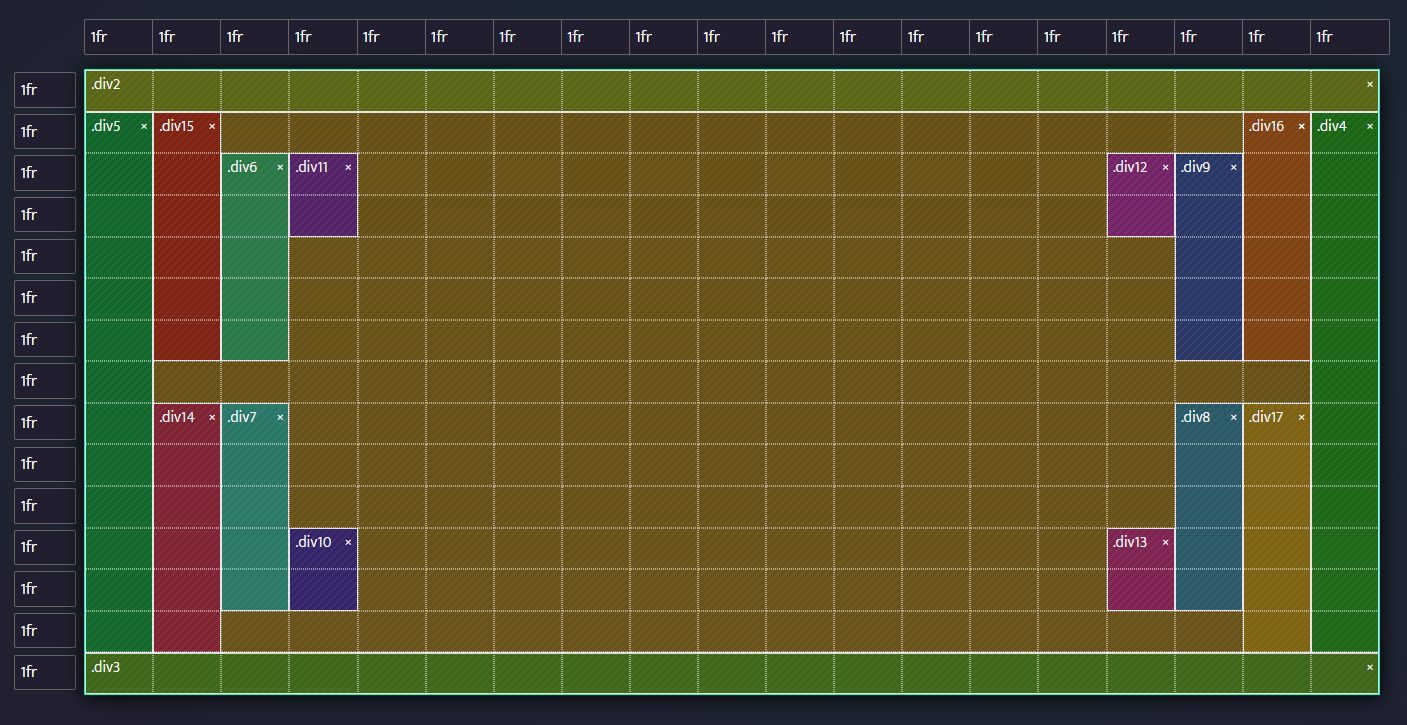 1fr 1fr 1fr 1fr 1fr 1fr 1fr 1fr 1fr 1fr 1fr 1fr 1fr 1fr 1fr 1fr 1fr 1fr 1fr
1fr .div2 ×
1fr .div5 × .div15 × .div16 × .div4 ×
1fr .div6 × .div11 × .div12 × .div9 ×
1fr
1fr
1fr
1fr
1fr
1fr .div14 × .div7 × .div8 × .div17 ×
1fr
1fr
1fr .div10 × .div13 ×
1fr
1fr
1fr .div3 ×